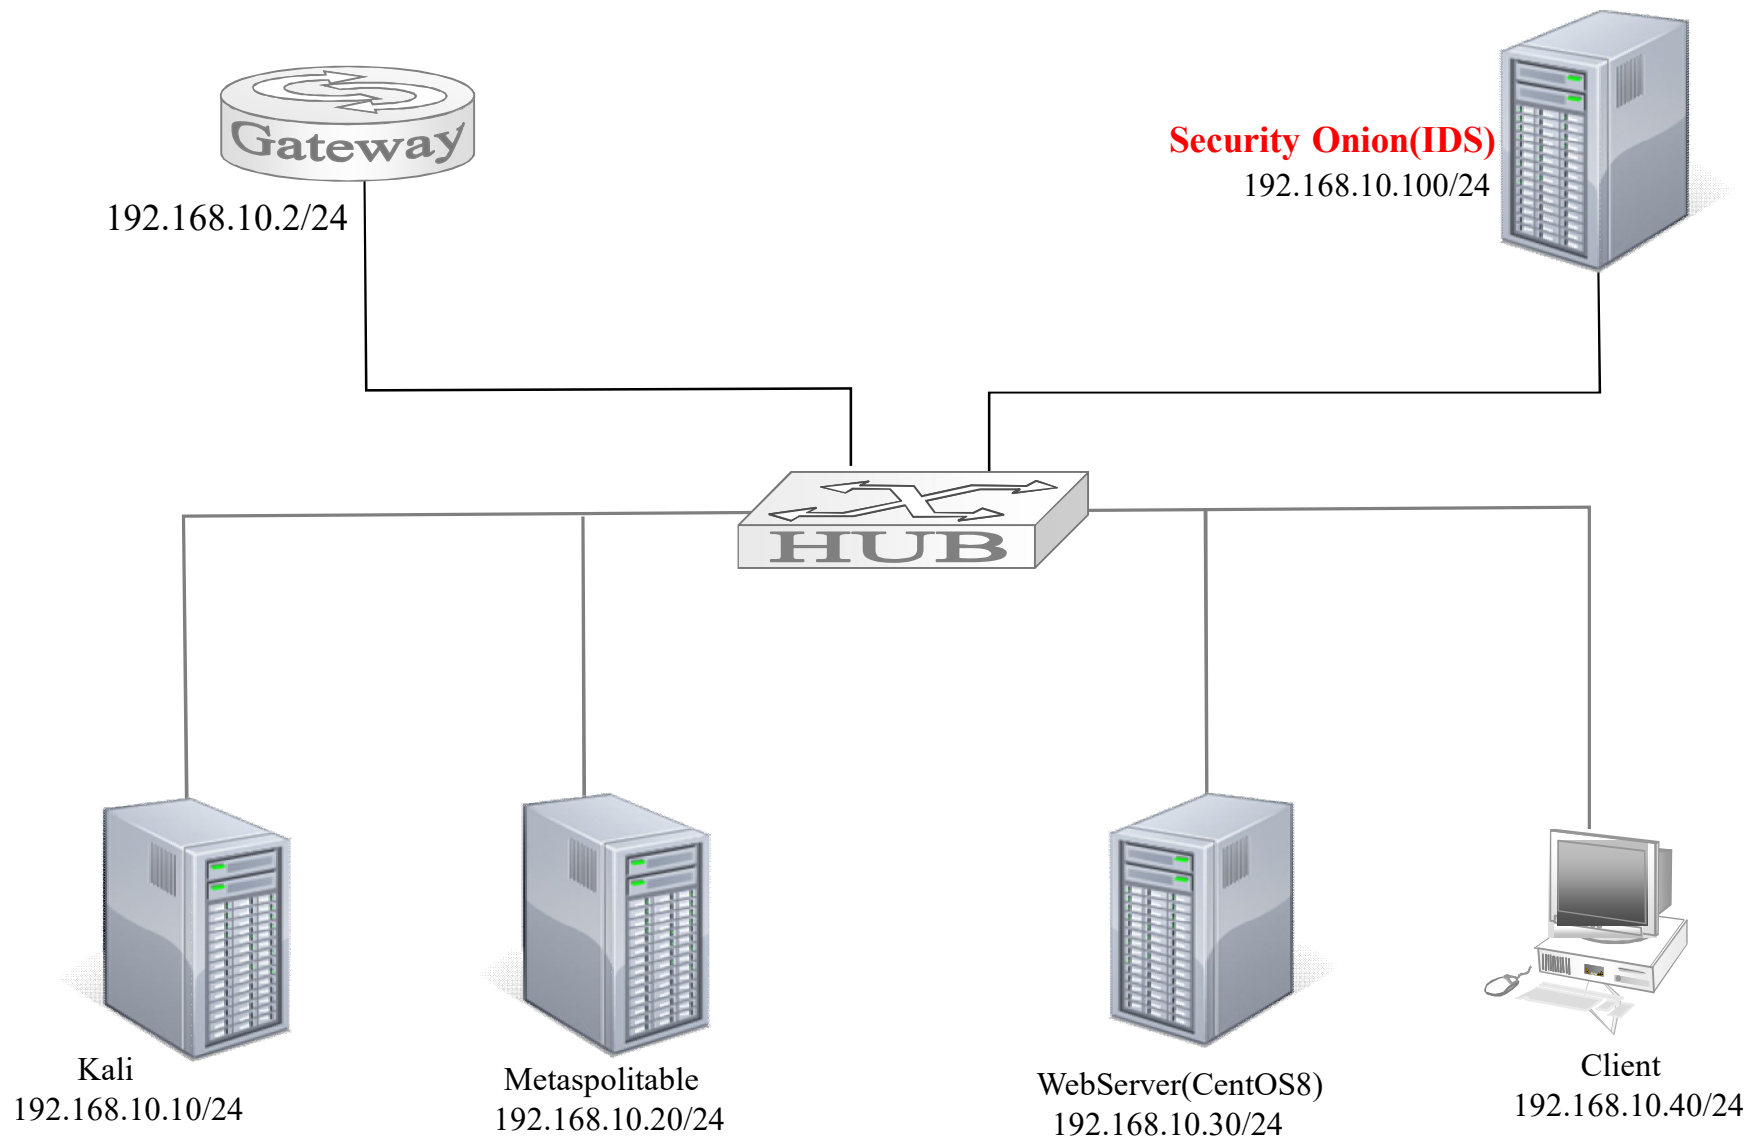 Gateway
192.168.10.2/24
Security Onion(IDS)
192.168.10.100/24
HUB
Kali
192.168.10.10/24
Metaspolitable
192.168.10.20/24
WebServer(CentOS8)
192.168.10.30/24
Client
192.168.10.40/24